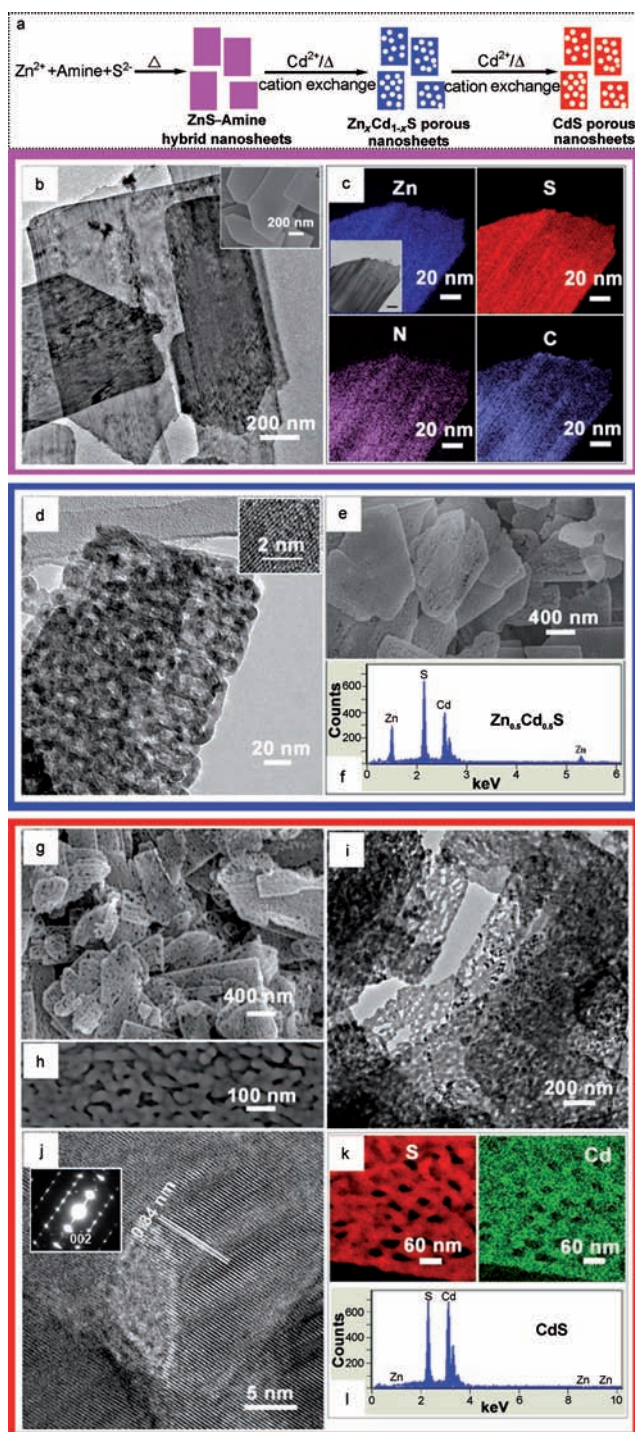 a
Zn²⁺+Amine+S²⁻ △ Cd²⁺/Δ Cd²⁺/Δ
cation exchange cation exchange
ZnS–Amine hybrid nanosheets
ZnₓCd₁₋ₓS porous nanosheets
CdS porous nanosheets
b
200 nm
200 nm
c
Zn
20 nm
S
20 nm
N
20 nm
C
20 nm
d
2 nm
20 nm
e
400 nm
f
Counts
600
400
200
0
Zn
S
Cd
Zn
Zn₀.₅Cd₀.₅S
0 2 4 5 6
keV
g
400 nm
h
100 nm
i
200 nm
j
002
0.34 nm
5 nm
k
S
60 nm
Cd
60 nm
l
Counts
600
400
200
0
S
Cd
Zn
Zn
Zn
CdS
0 2 4 6 8 10
keV